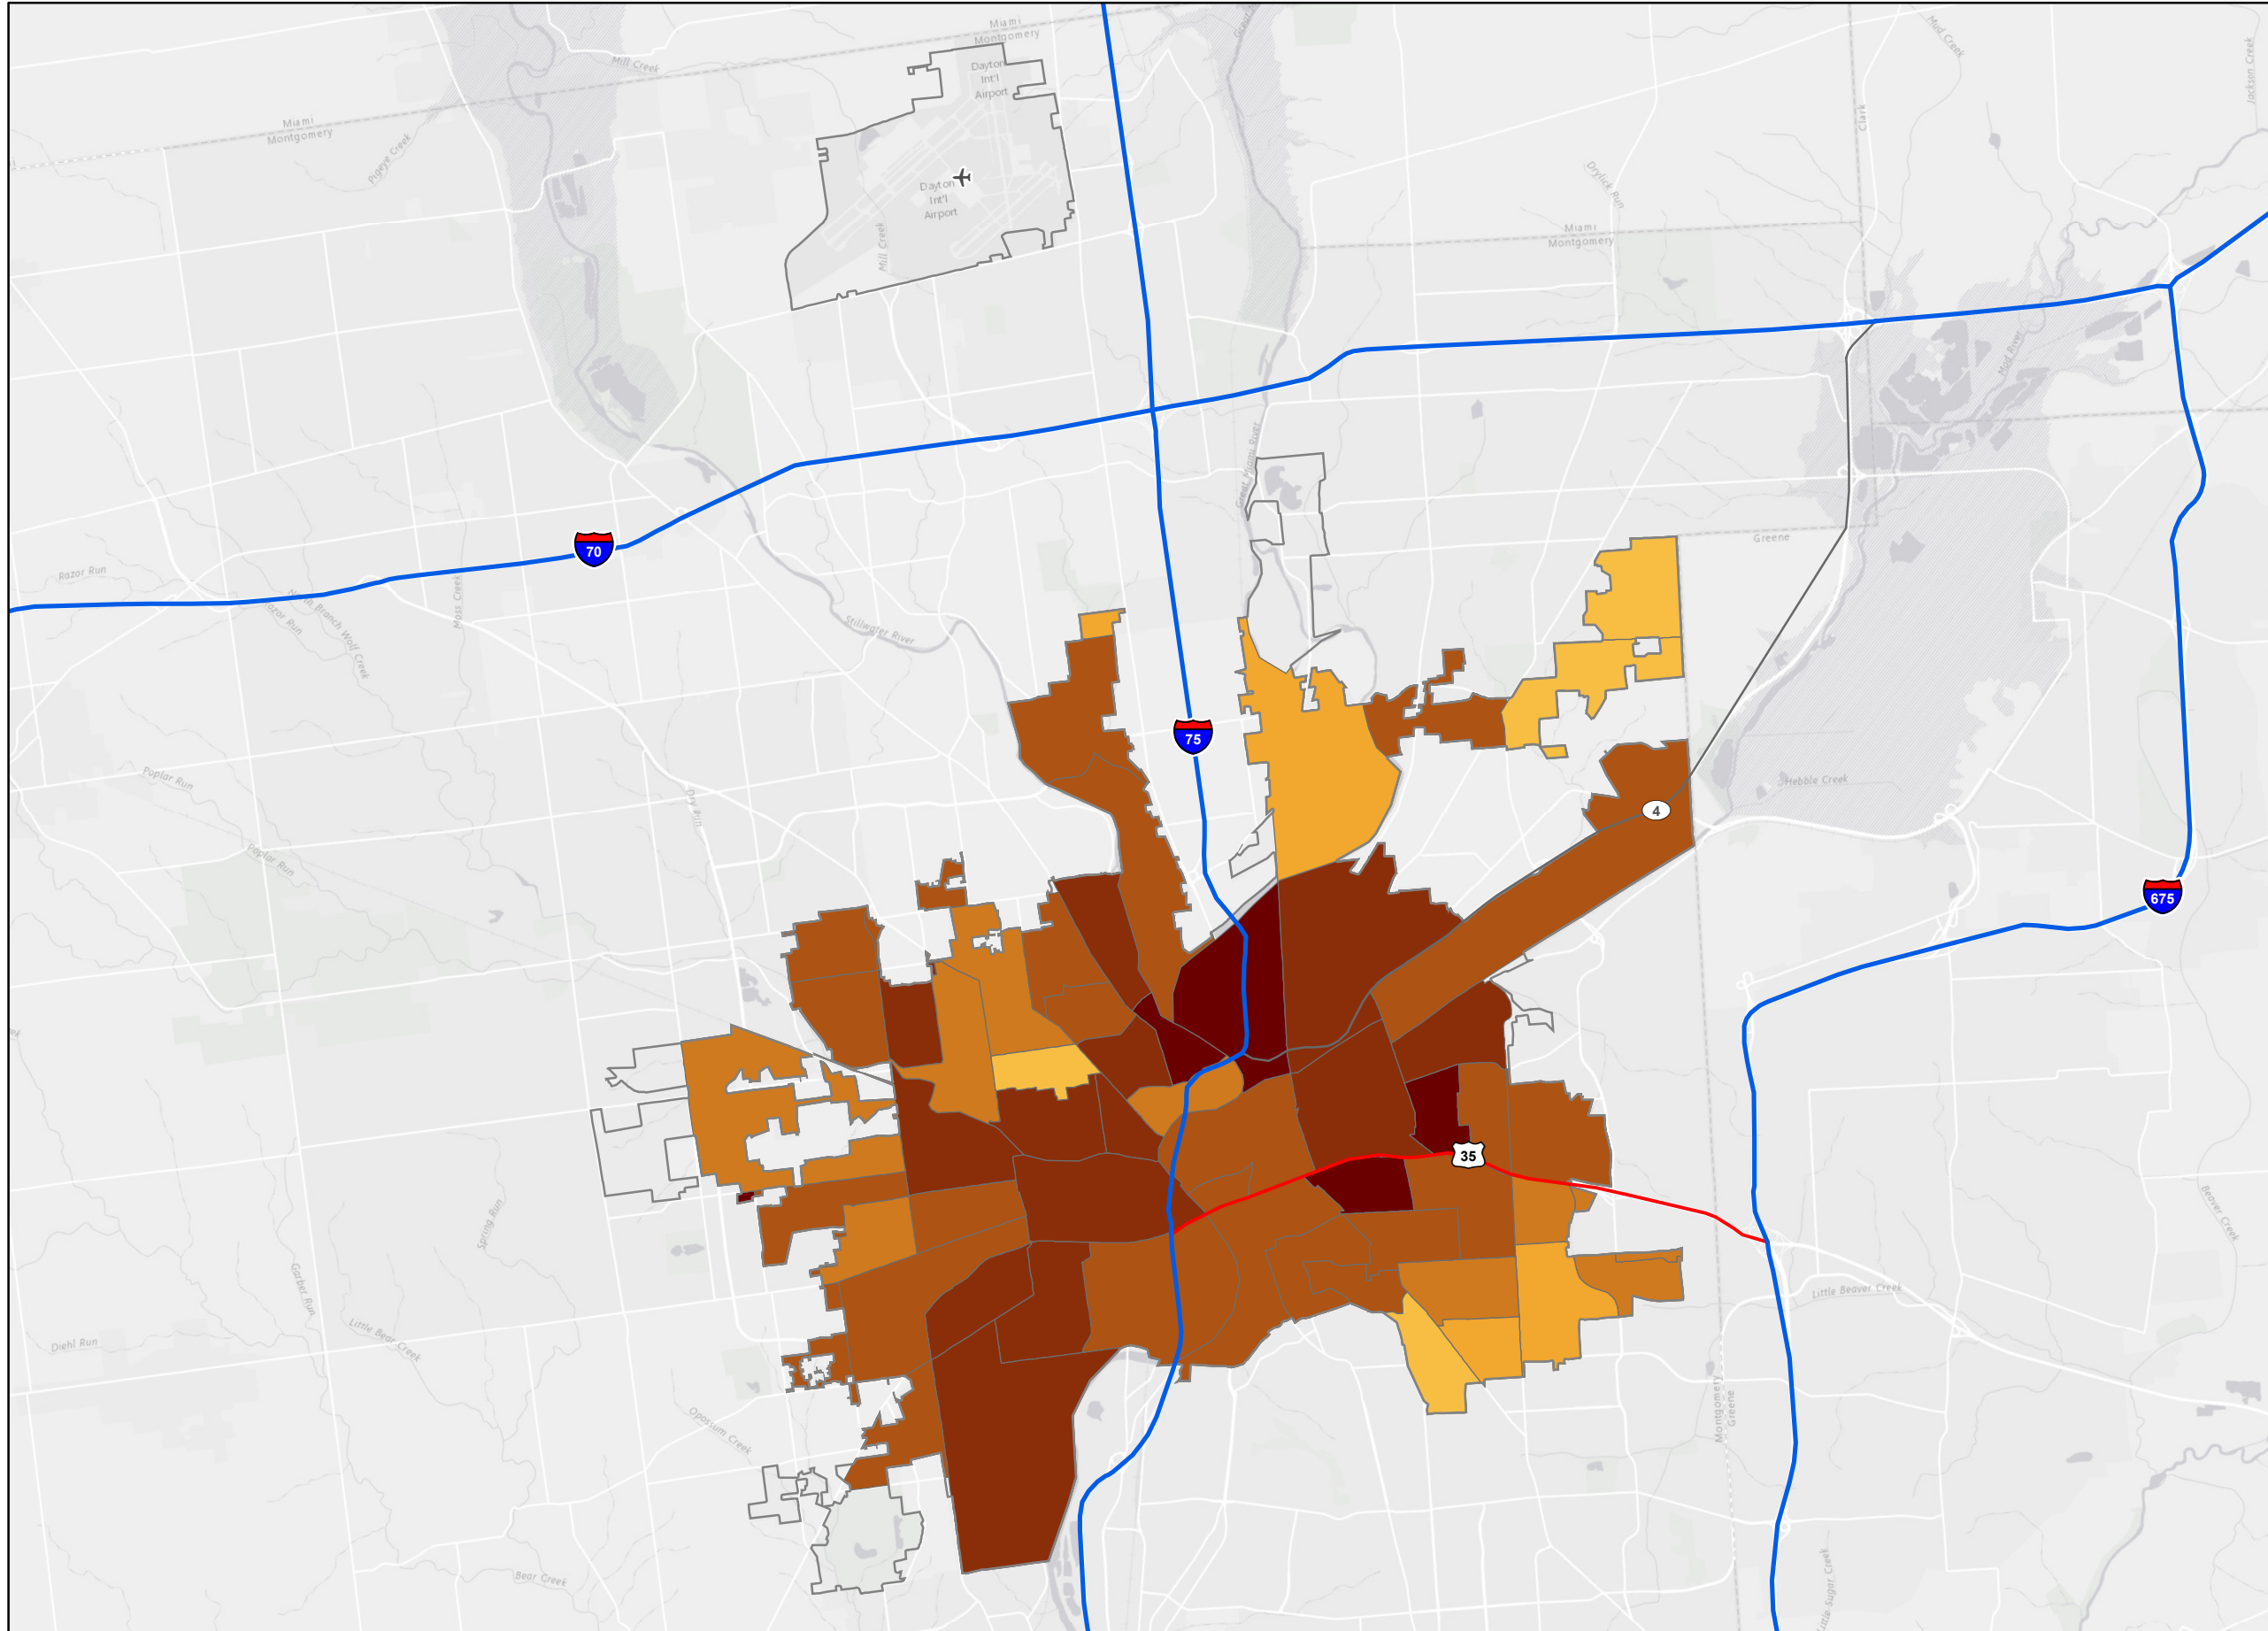 Miami
Montgomery
Great M
Mud Creek
Jackson Creek
Mill Creek
Dayton
Int'l
Airport
Clark
Miami
Montgomery
Pigeye Creek
Dayton
Int'l
Airport
Mill Creek
Drylick Run
Miami
Montgomery
Mad River
Great Miami River
70
Greene
Razor Run
Razor Run
North Branch Wolf Creek
Moss Creek
Stillwater River
75
Poplar Run
Dry Run
Hebble Creek
4
Poplar Run
675
35
Spring Run
Beaver Creek
Garber Run
Little Beaver Creek
Diehl Run
Little Bear Creek
Montgomery
Greene
Opossum Creek
Bear Creek
Little Sugar Creek